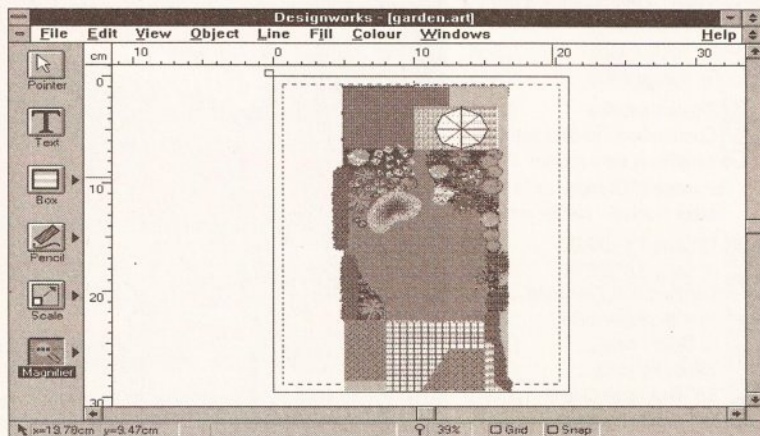 Designworks - [garden.art]
File Edit View Object Line Fill Colour Windows Help
cm 10 0 10 20 30
0
Pointer
T
Text
10
Box
Pencil
20
Scale
Magnifier
30
x=19.78cm y=9.47cm 39% Grid Snap